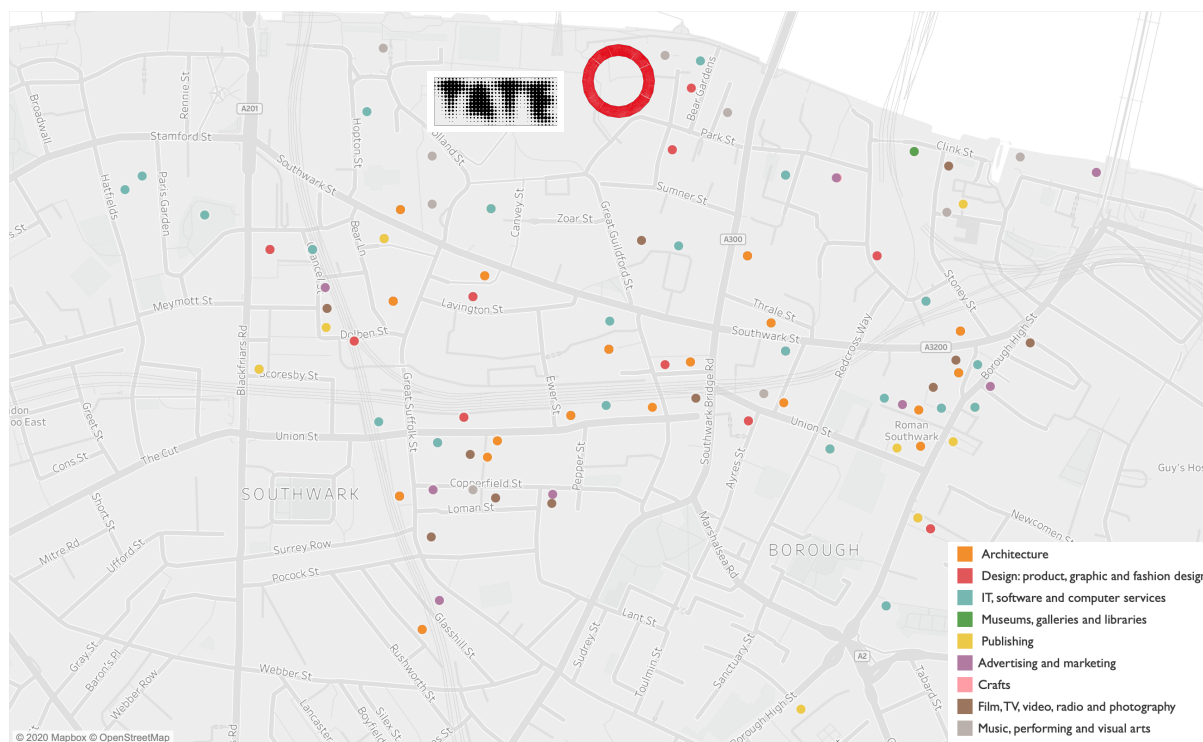 Broadwall
Rennie St
A201
Stamford St
Hopton St
olland St
Bear Gardens
Park St
Clink St
Hatfields
Paris Garden
Southwark St
Canvey St
Sumner St
Zoar St
Great Guildford St
Bear Ln
A300
Stoney St
Meymott St
Lavington St
Thrale St
Southwark St
Dolben St
Redcross Way
A3200
Borough High St
Blackfriars Rd
Scoresby St
Great Suffolk St
Ewer St
Southwark Bridge Rd
Greet St
Union St
Union St
Roman
Southwark
The Cut
Cons St
Pepper St
Ayres St
Guy's Hos
SOUTHWARK
Copperfield St
Loman St
Short St
Mitre Rd
Ufford St
Surrey Row
Pocock St
Marshalsea Rd
BOROUGH
Newcomen St
Glasshill St
Lant St
Sudrey St
Toulmin St
Sanctuary St
Rushworth St
A2
Tabard St
Gray St
Baron's Pl
Webber St
Webber Row
Borough High St
TATE
Architecture
Design: product, graphic and fashion design
IT, software and computer services
Museums, galleries and libraries
Publishing
Advertising and marketing
Crafts
Film, TV, video, radio and photography
Music, performing and visual arts
© 2020 Mapbox © OpenStreetMap